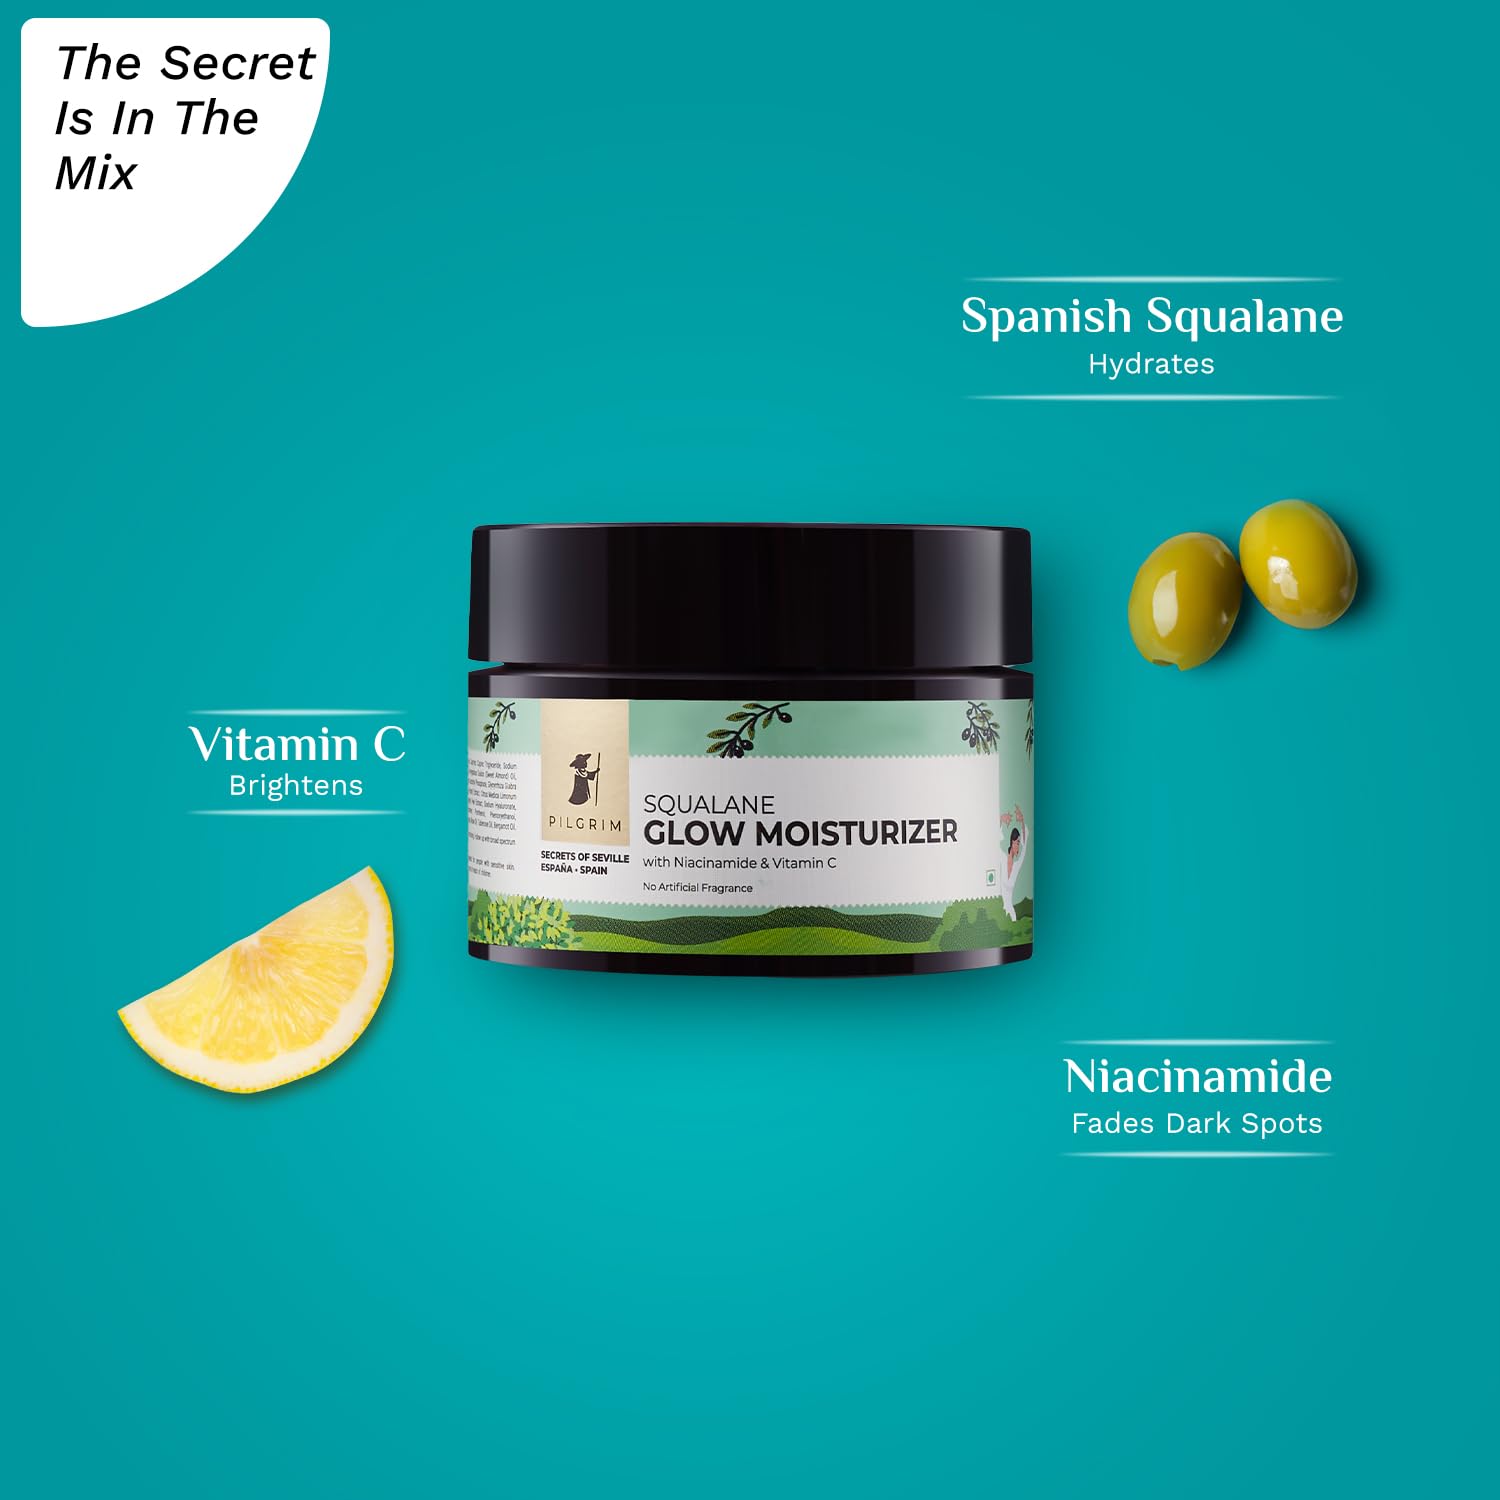 The Secret
Is In The
Mix
Spanish Squalane
Hydrates
Vitamin C
Brightens
PILGRIM
SECRETS OF SEVILLE
ESPAÑA • SPAIN
SQUALANE
GLOW MOISTURIZER
with Niacinamide & Vitamin C
No Artificial Fragrance
Niacinamide
Fades Dark Spots